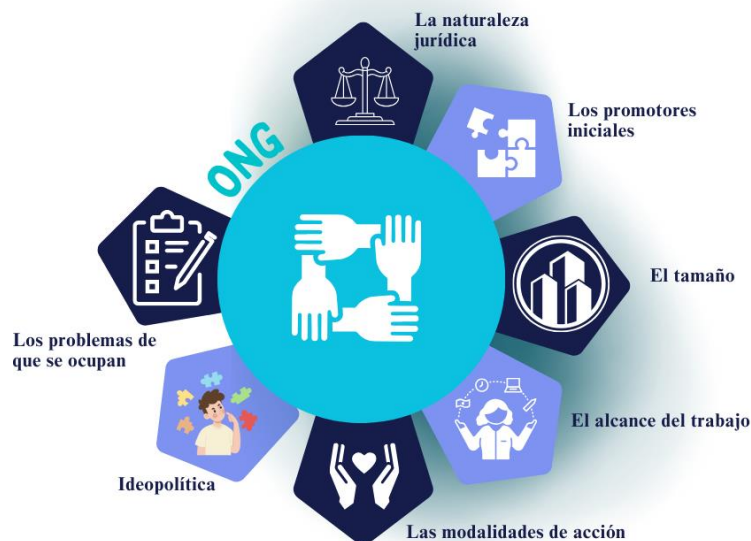 La naturaleza
jurídica
ONG
Los promotores
iniciales
El tamaño
Los problemas de
que se ocupan
El alcance del trabajo
Ideopolítica
Las modalidades de acción